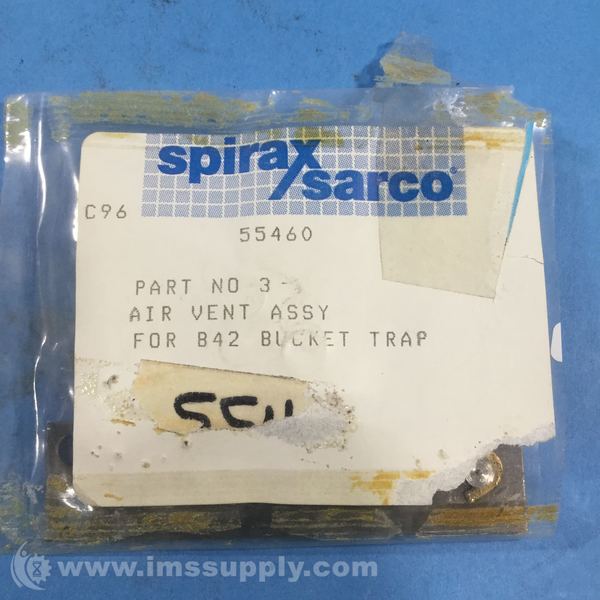 spirax
sarco
C96
55460
PART NO 3 -
AIR VENT ASSY
FOR B42 BUCKET TRAP
www.imssupply.com